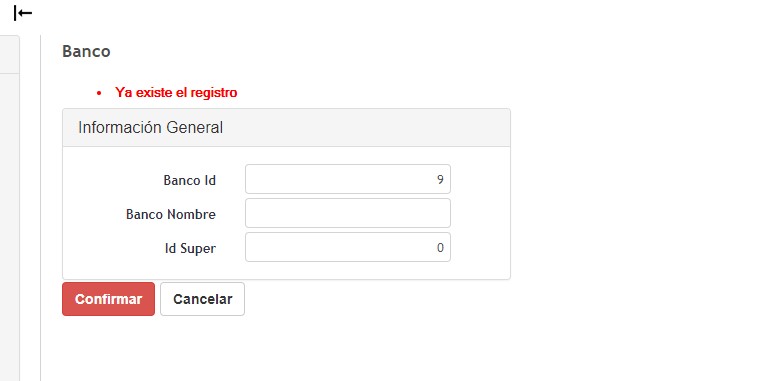 Banco
• Ya existe el registro
Información General
Banco Id 9
Banco Nombre
Id Super 0
Confirmar Cancelar